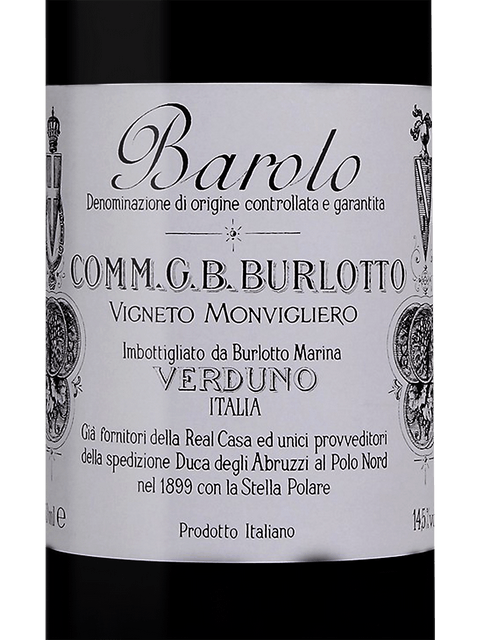 Barolo
Denominazione di origine controllata e garantita
COMM. G. B. BURLOTTO
VIGNETO MONVIGLIERO
Imbottigliato da Burlotto Marina
VERDUNO
ITALIA
Già fornitori della Real Casa ed unici provveditori
della spedizione Duca degli Abruzzi al Polo Nord
nel 1899 con la Stella Polare
Prodotto Italiano